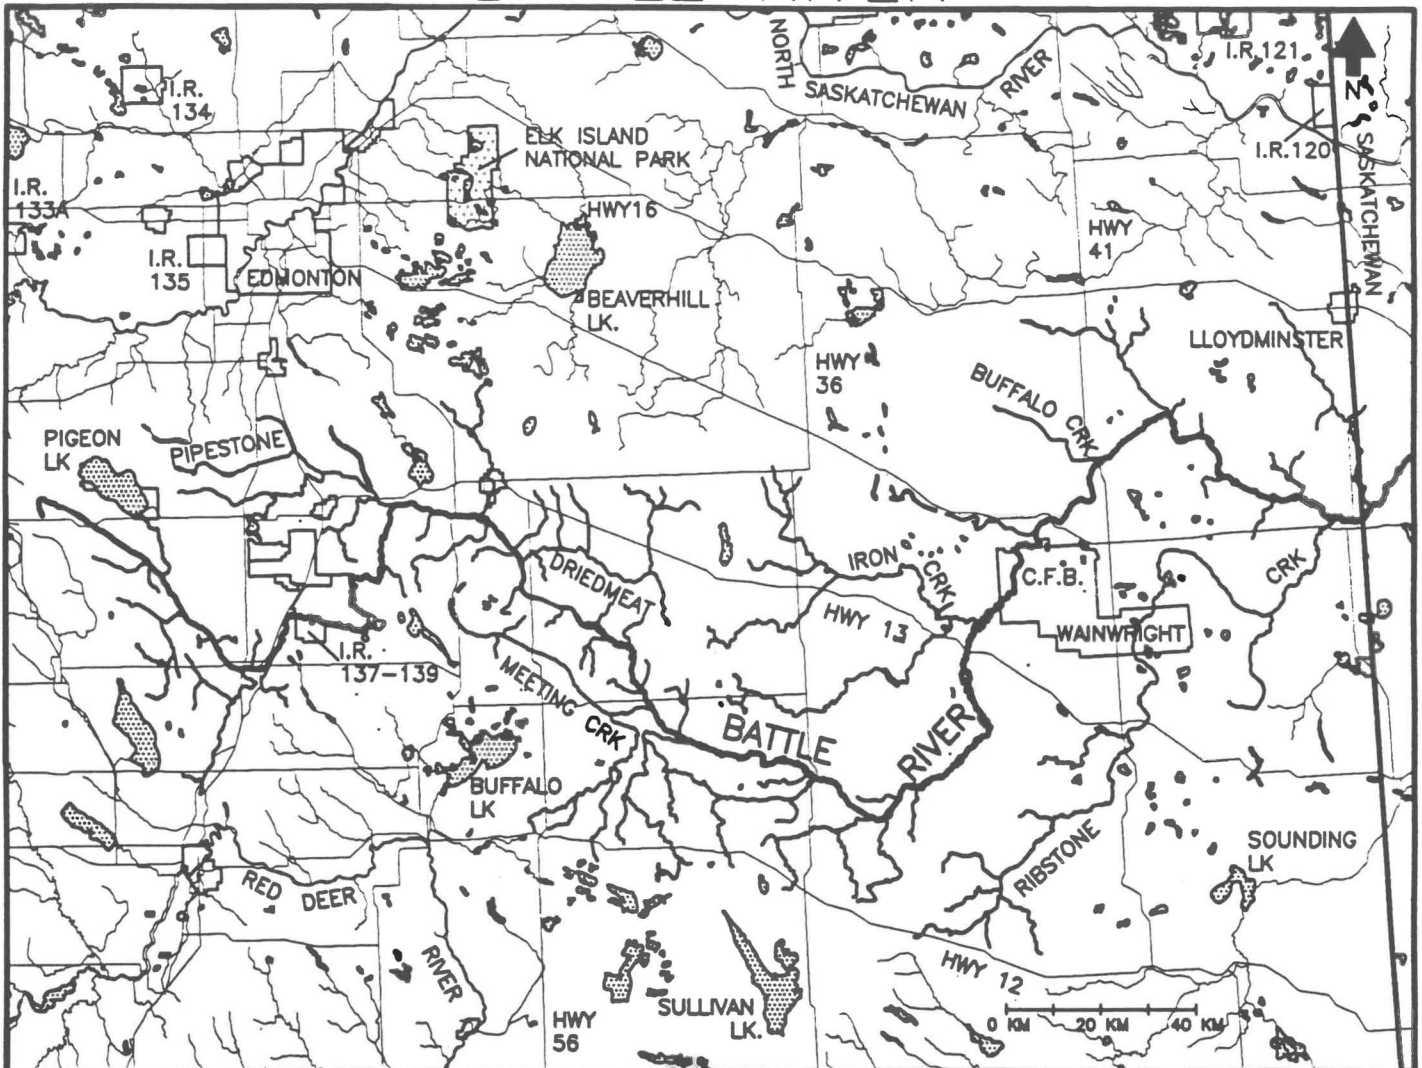 NORTH
SASKATCHEWAN
RIVER
I.R.121
N
I.R.
134
ELK ISLAND
NATIONAL PARK
I.R.120
SASKATCHEWAN
I.R.
133A
HWY16
HWY
41
I.R.
135
EDMONTON
BEAVERHILL
LK.
LLOYDMINSTER
HWY
36
BUFFALO CRK
PIGEON
LK
PIPESTONE
IRON
CRK
DRIEDMEAT
C.F.B.
CRK
HWY 13
WAINWRIGHT
I.R.
137-139
MEETING CRK
BATTLE
RIVER
BUFFALO
LK
RIBSTONE
SOUNDING
LK
RED DEER
RIVER
HWY 12
SULLIVAN
LK.
HWY
56
0 KM 20 KM 40 KM